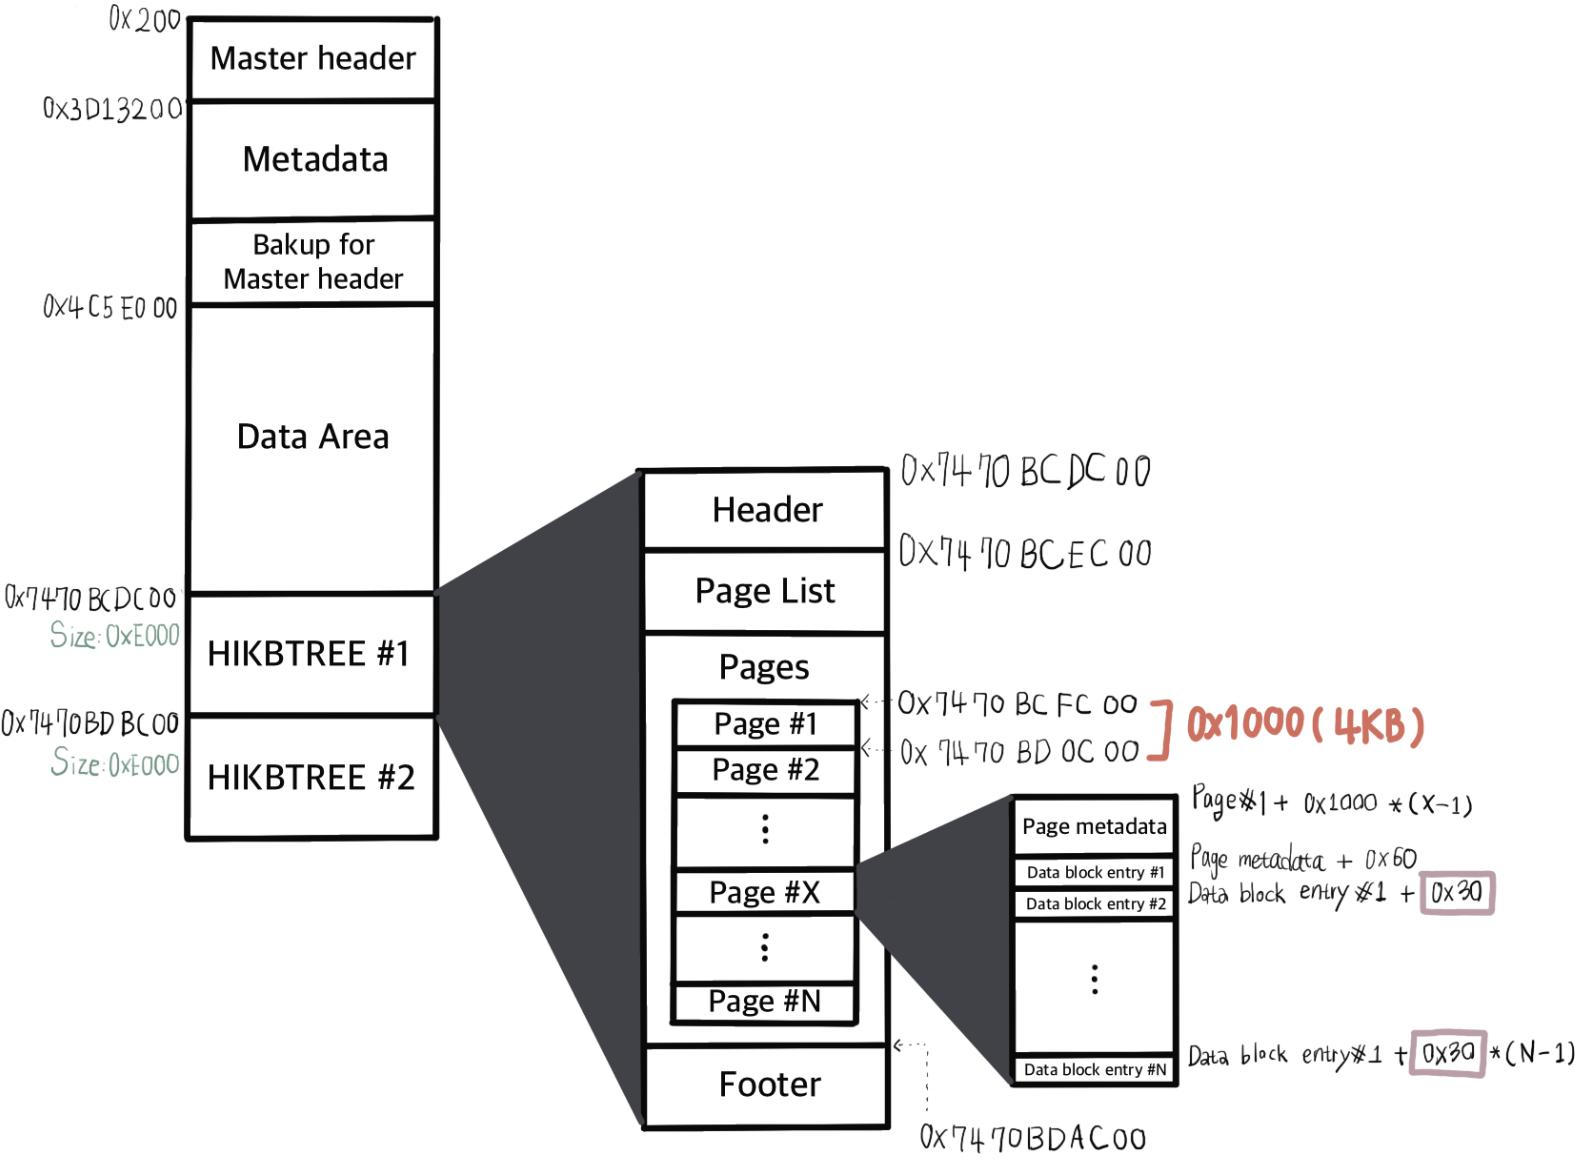 0x200
Master header
0x3D13200
Metadata
Bakup for
Master header
0x4C5E000
Data Area
0x7470BCDC00
Size:0xE000
HIKBTREE #1
0x7470BDBC00
Size:0xE000
HIKBTREE #2
0x7470BCDC00
Header
0x7470BCEC00
Page List
Pages
0x7470BCFC00
Page #1
0x7470BD0C00
Page #2
0x1000(4KB)
⋮
Page #X
⋮
Page #N
Footer
0x7470BDAC00
Page#1 + 0x1000 *(X-1)
Page metadata
Page metadata + 0x60
Data block entry #1
Data block entry #1 + 0x30
Data block entry #2
⋮
Data block entry#1 + 0x30 *(N-1)
Data block entry #N